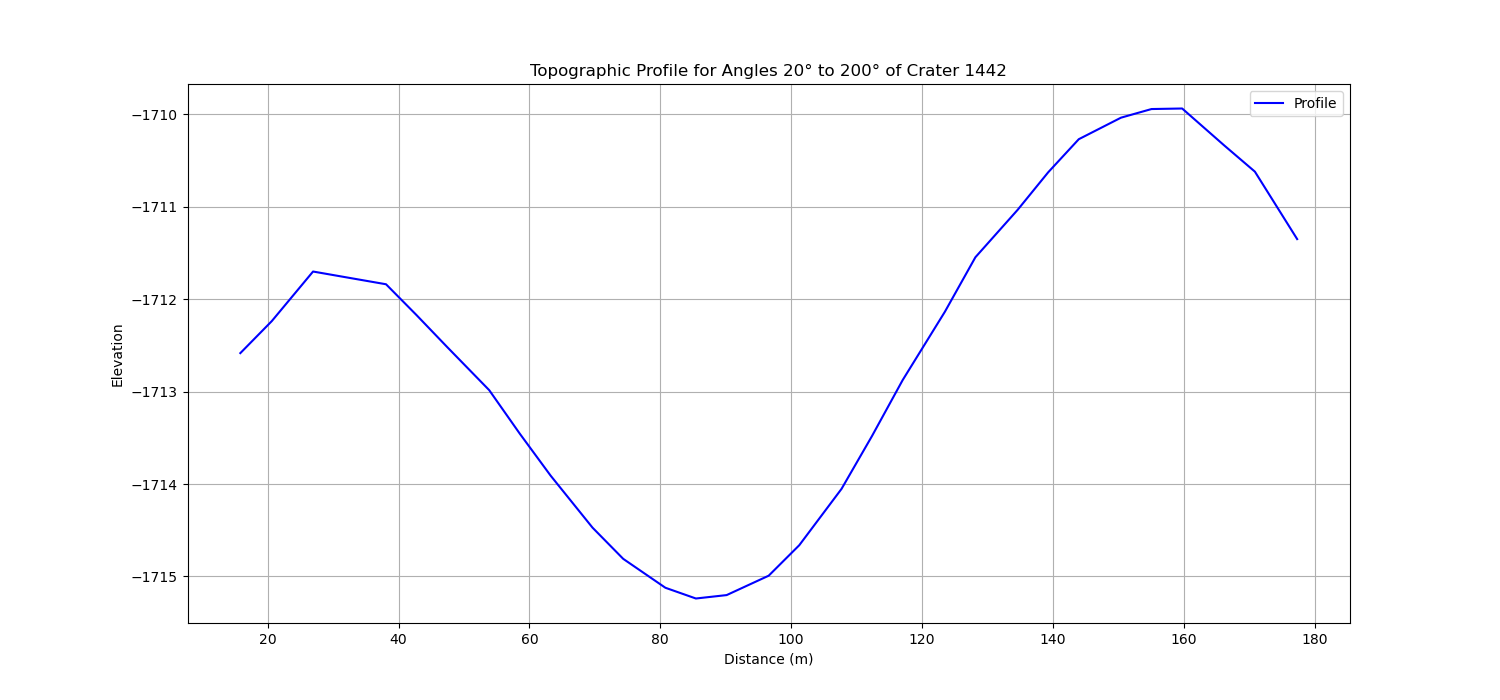 Topographic Profile for Angles 20° to 200° of Crater 1442
Profile
−1710
−1711
−1712
−1713
−1714
−1715
Elevation
20 40 60 80 100 120 140 160 180
Distance (m)